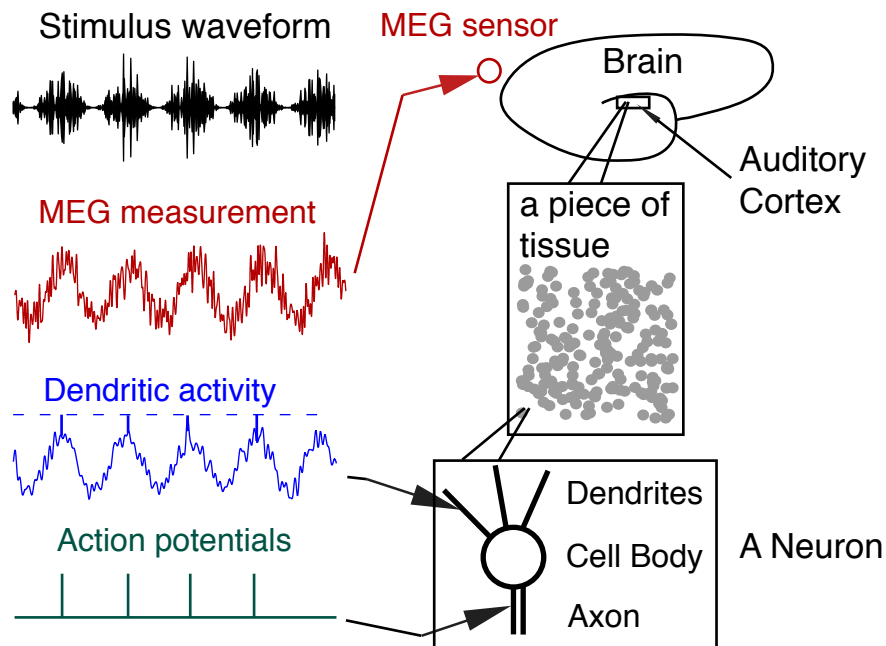 Stimulus waveform
MEG sensor
Brain
Auditory
Cortex
MEG measurement
a piece of
tissue
Dendritic activity
Dendrites
Action potentials
Cell Body
A Neuron
Axon